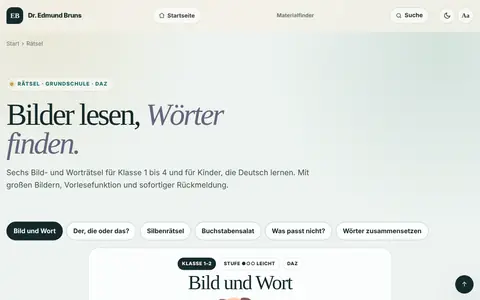 EB Dr. Edmund Bruns Startseite Materialfinder Suche Aa
Start › Rätsel
RÄTSEL · GRUNDSCHULE · DAZ
Bilder lesen, Wörter
finden.
Sechs Bild- und Worträtsel für Klasse 1 bis 4 und für Kinder, die Deutsch lernen. Mit
großen Bildern, Vorlesefunktion und sofortiger Rückmeldung.
Bild und Wort Der, die oder das? Silbenrätsel Buchstabensalat Was passt nicht? Wörter zusammensetzen
KLASSE 1–2 STUFE ●○○ LEICHT DAZ
Bild und Wort